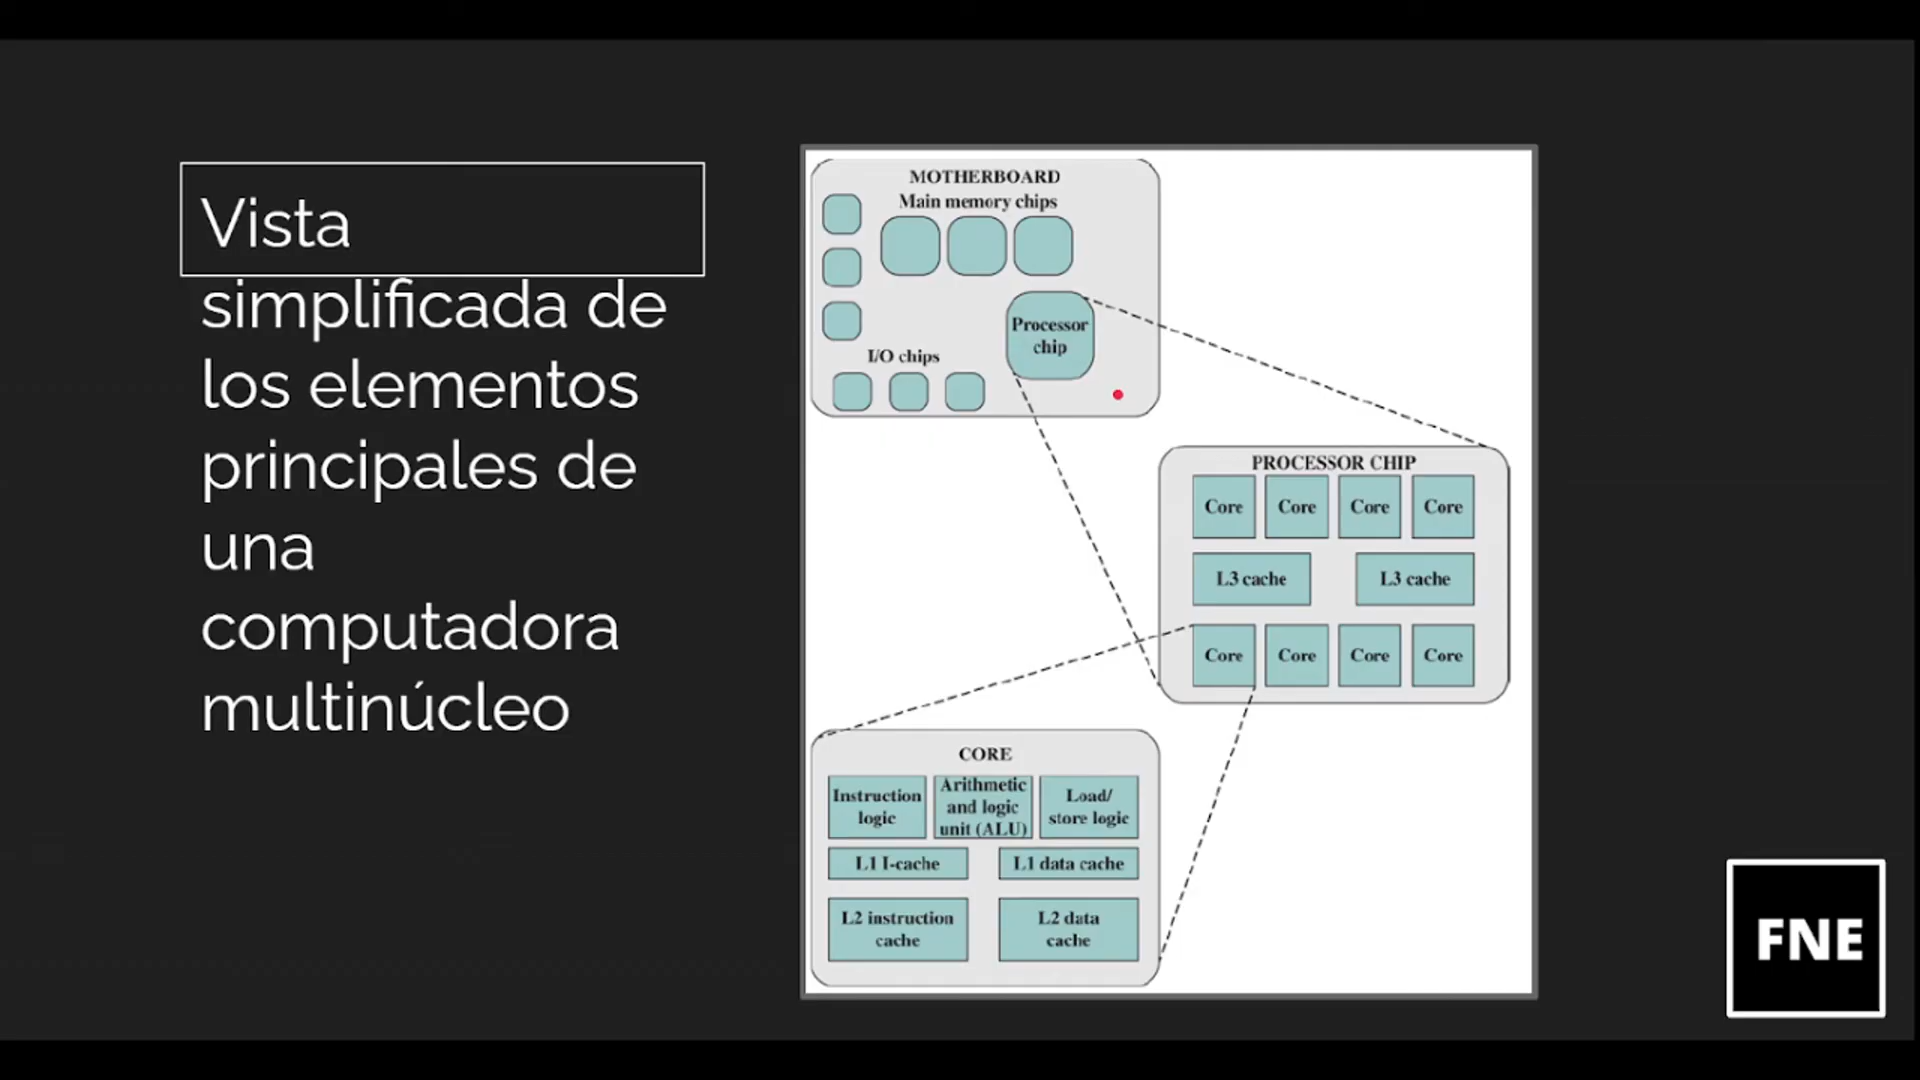 Vista
simplificada de
los elementos
principales de
una
computadora
multinúcleo
MOTHERBOARD
Main memory chips
Processor
chip
I/O chips
PROCESSOR CHIP
Core Core Core Core
L3 cache L3 cache
Core Core Core Core
CORE
Instruction
logic
Arithmetic
and logic
unit (ALU)
Load/
store logic
L1 I-cache L1 data cache
L2 instruction
cache
L2 data
cache
FNE